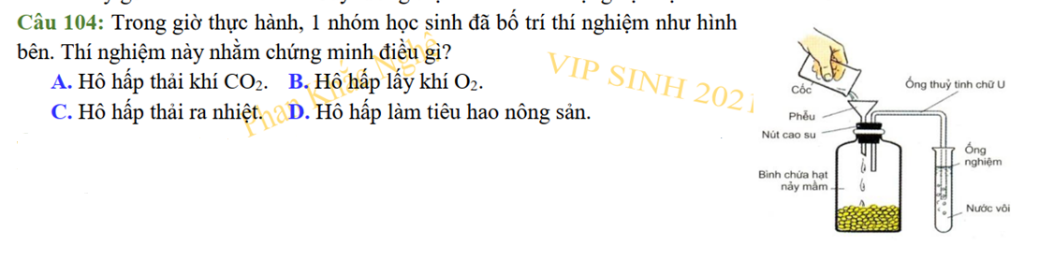 Câu 104: Trong giờ thực hành, 1 nhóm học sinh đã bố trí thí nghiệm như hình
bên. Thí nghiệm này nhằm chứng minh điều gì?
A. Hô hấp thải khí CO₂. B. Hô hấp lấy khí O₂.
C. Hô hấp thải ra nhiệt. D. Hô hấp làm tiêu hao nông sản.
Phan Khắc Nghệ
VIP SINH 2021
Cốc
Ống thuỷ tinh chữ U
Phễu
Nút cao su
Ống
nghiệm
Bình chứa hạt
nảy mầm
Nước vôi